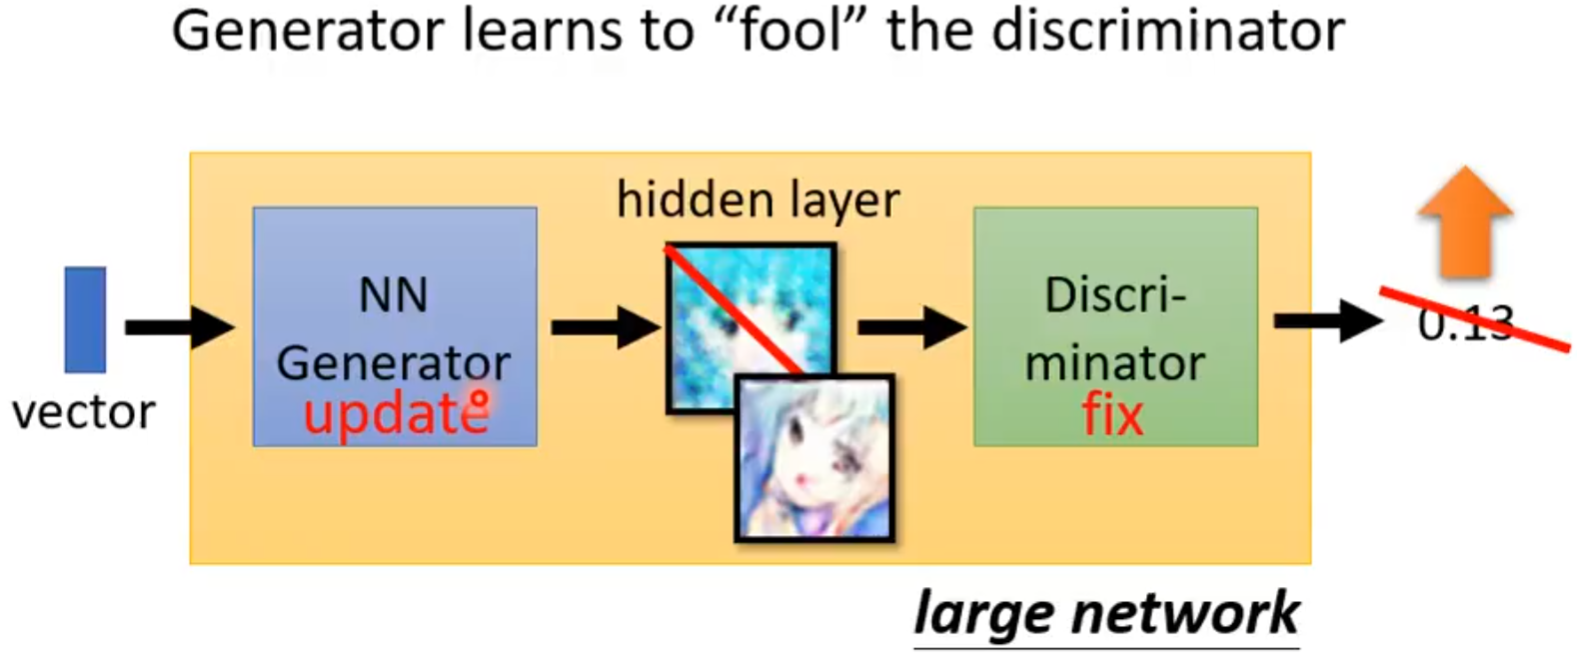 Generator learns to “fool” the discriminator
hidden layer
NN
Generator
update
Discri-
minator
fix
vector
0.13
large network